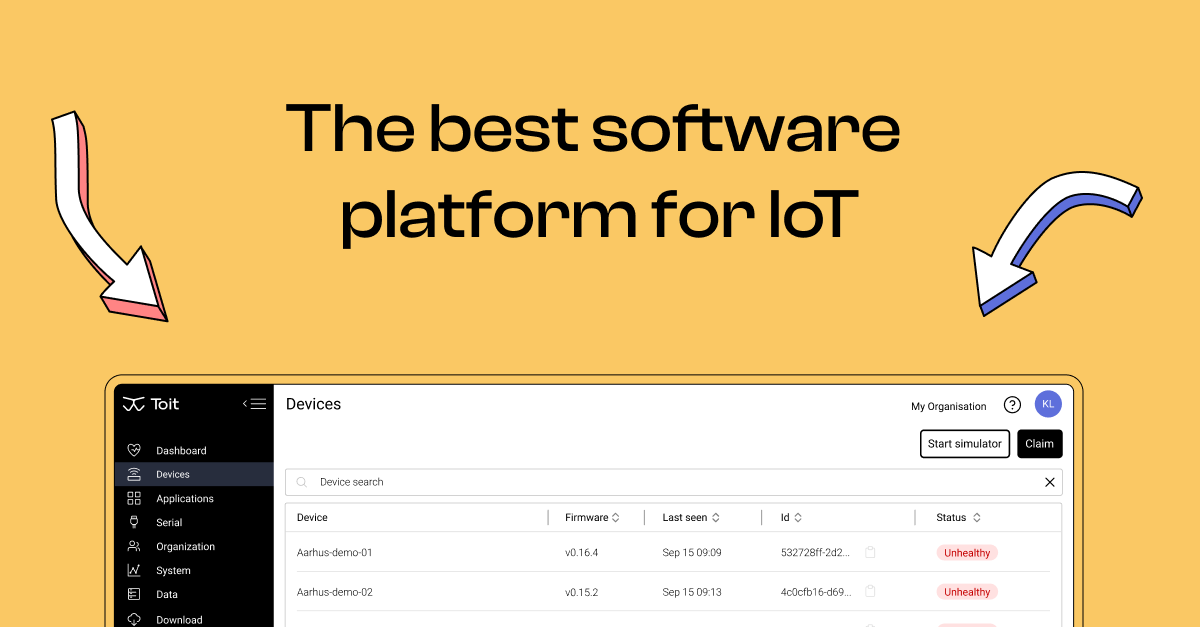 The best software
platform for IoT
Toit
Devices
My Organisation
?
KL
Start simulator
Claim
Dashboard
Devices
Applications
Serial
Organization
System
Data
Download
Device search
Device Firmware Last seen Id Status
Aarhus-demo-01 v0.16.4 Sep 15 09:09 532728ff-2d2... Unhealthy
Aarhus-demo-02 v0.15.2 Sep 15 09:13 4c0cfb16-d69... Unhealthy